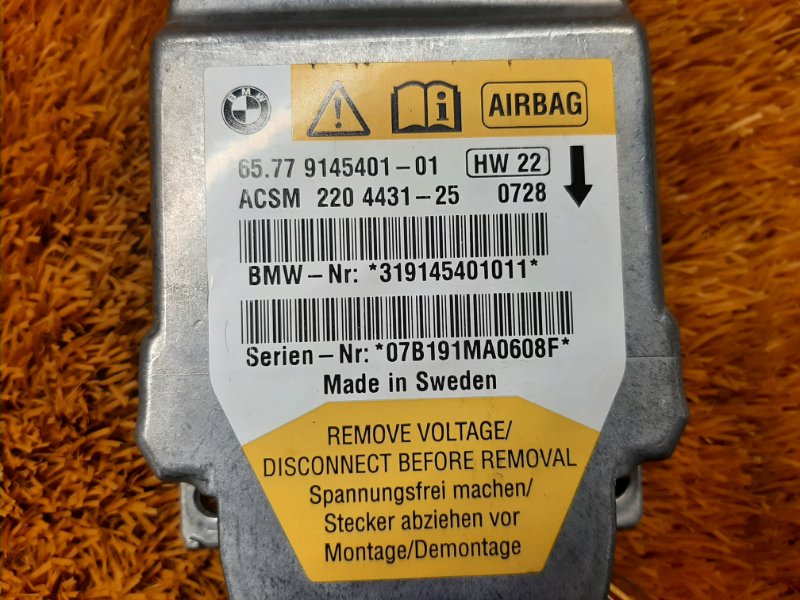 BMW
AIRBAG
65.77 9145401-01 HW 22
ACSM 220 4431-25 0728
BMW-Nr: *319145401011*
Serien-Nr: *07B191MA0608F*
Made in Sweden
REMOVE VOLTAGE/
DISCONNECT BEFORE REMOVAL
Spannungsfrei machen/
Stecker abziehen vor
Montage/Demontage